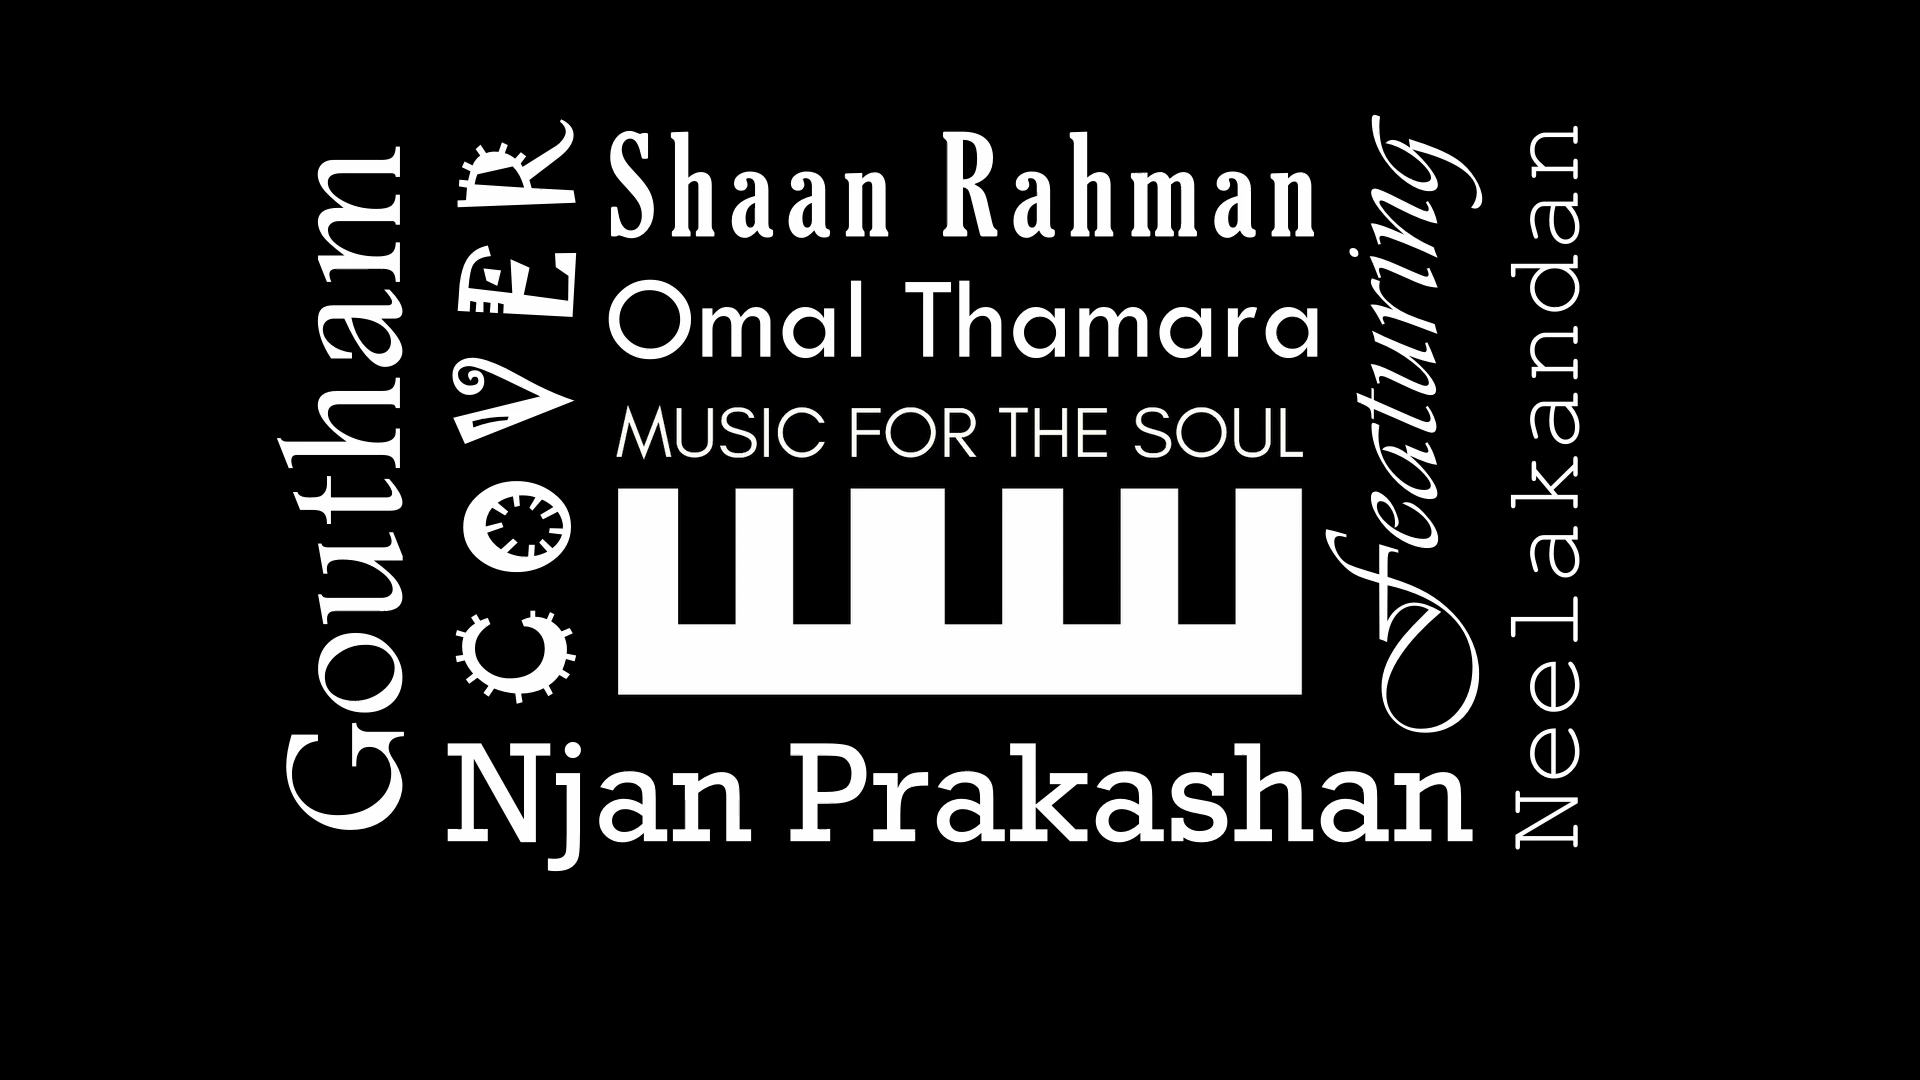 Goutham
COVER
Shaan Rahman
Omal Thamara
MUSIC FOR THE SOUL
Featuring
Neelakandan
Njan Prakashan